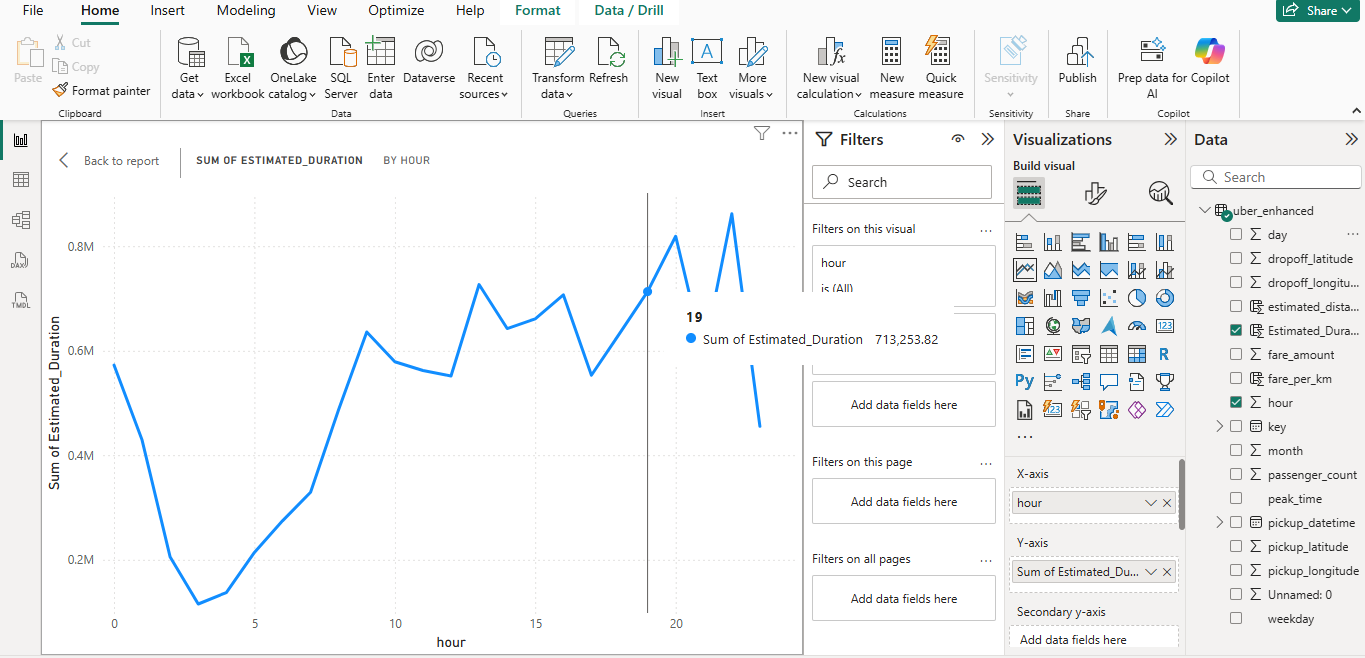 File Home Insert Modeling View Optimize Help Format Data / Drill Share
Paste
Cut
Copy
Format painter
Clipboard
Get data
Excel workbook
OneLake catalog
SQL Server
Enter data
Dataverse
Recent sources
Data
Transform data
Refresh
Queries
New visual
Text box
More visuals
Insert
New visual calculation
New measure
Quick measure
Calculations
Sensitivity
Sensitivity
Publish
Share
Prep data for AI
Copilot
Copilot
DAX
TMDL
Back to report
SUM OF ESTIMATED_DURATION
BY HOUR
Sum of Estimated_Duration
0.8M
0.6M
0.4M
0.2M
0 5 10 15 20
hour
19
Sum of Estimated_Duration 713,253.82
Filters
Search
Filters on this visual ...
hour
is (All)
Add data fields here
Filters on this page ...
Add data fields here
Filters on all pages ...
Add data fields here
Visualizations
Build visual
123
R
Py
123
...
X-axis
hour
Y-axis
Sum of Estimated_Du...
Secondary y-axis
Add data fields here
Data
Search
uber_enhanced
day ...
dropoff_latitude
dropoff_longitu...
estimated_dista...
Estimated_Dura...
fare_amount
fare_per_km
hour
key
month
passenger_count
peak_time
pickup_datetime
pickup_latitude
pickup_longitude
Unnamed: 0
weekday